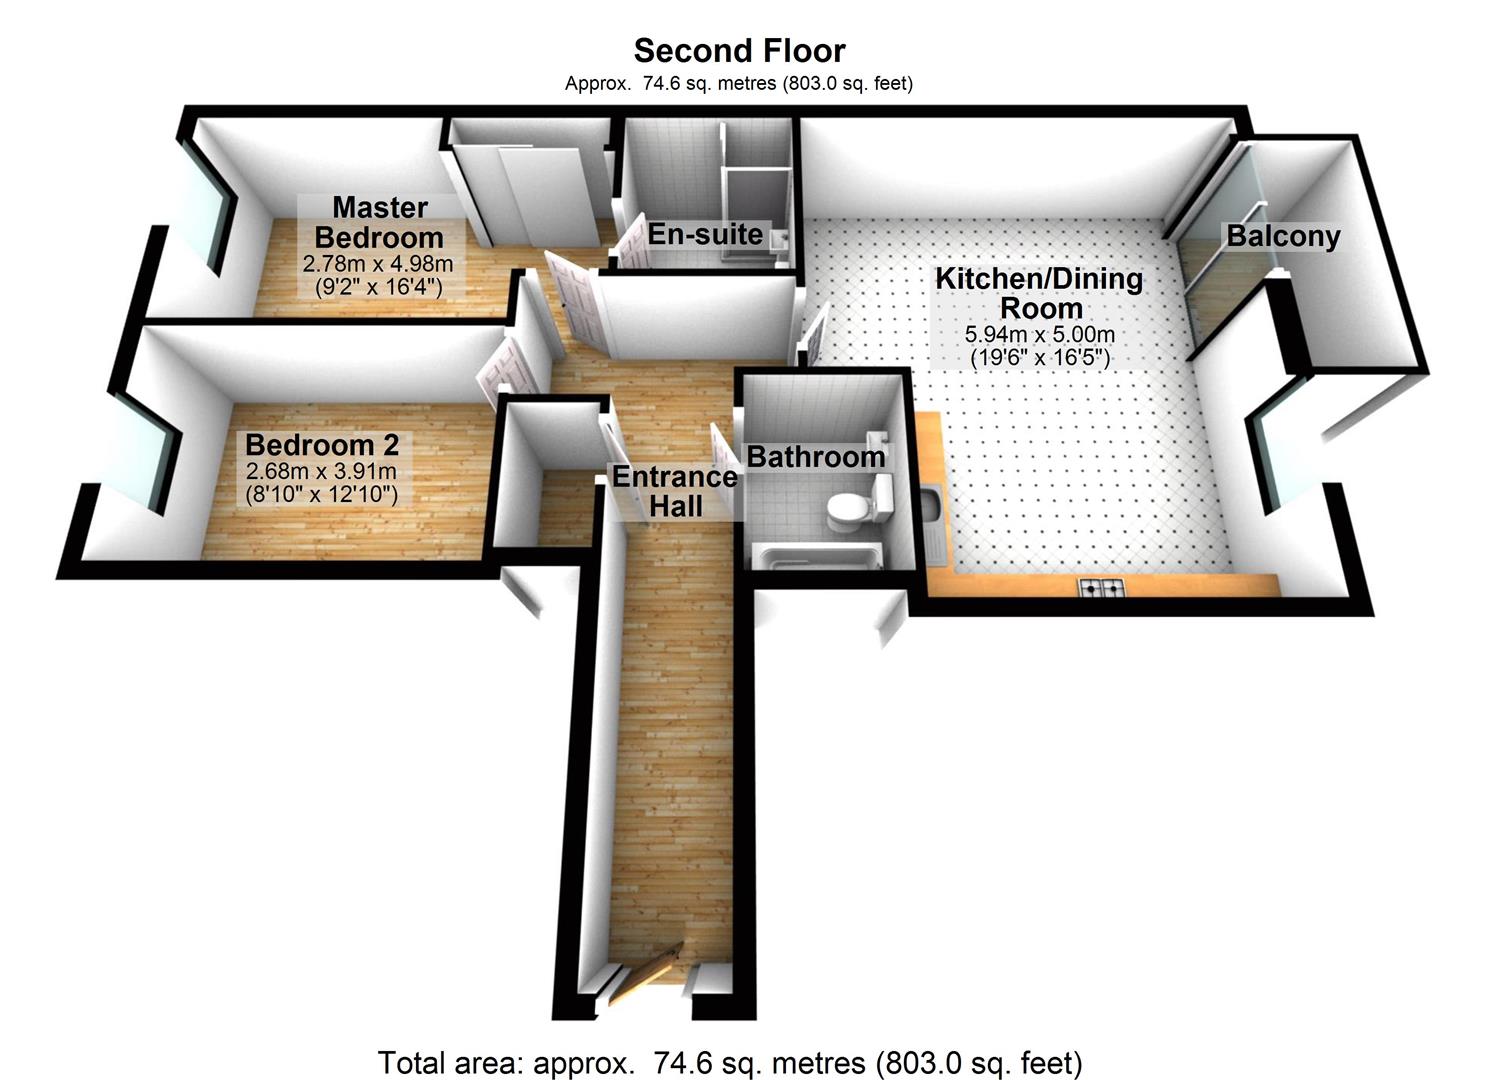 Second Floor
Approx. 74.6 sq. metres (803.0 sq. feet)
Master
Bedroom
2.78m x 4.98m
(9'2" x 16'4")
En-suite
Balcony
Kitchen/Dining
Room
5.94m x 5.00m
(19'6" x 16'5")
Bedroom 2
2.68m x 3.91m
(8'10" x 12'10")
Entrance
Hall
Bathroom
Total area: approx. 74.6 sq. metres (803.0 sq. feet)